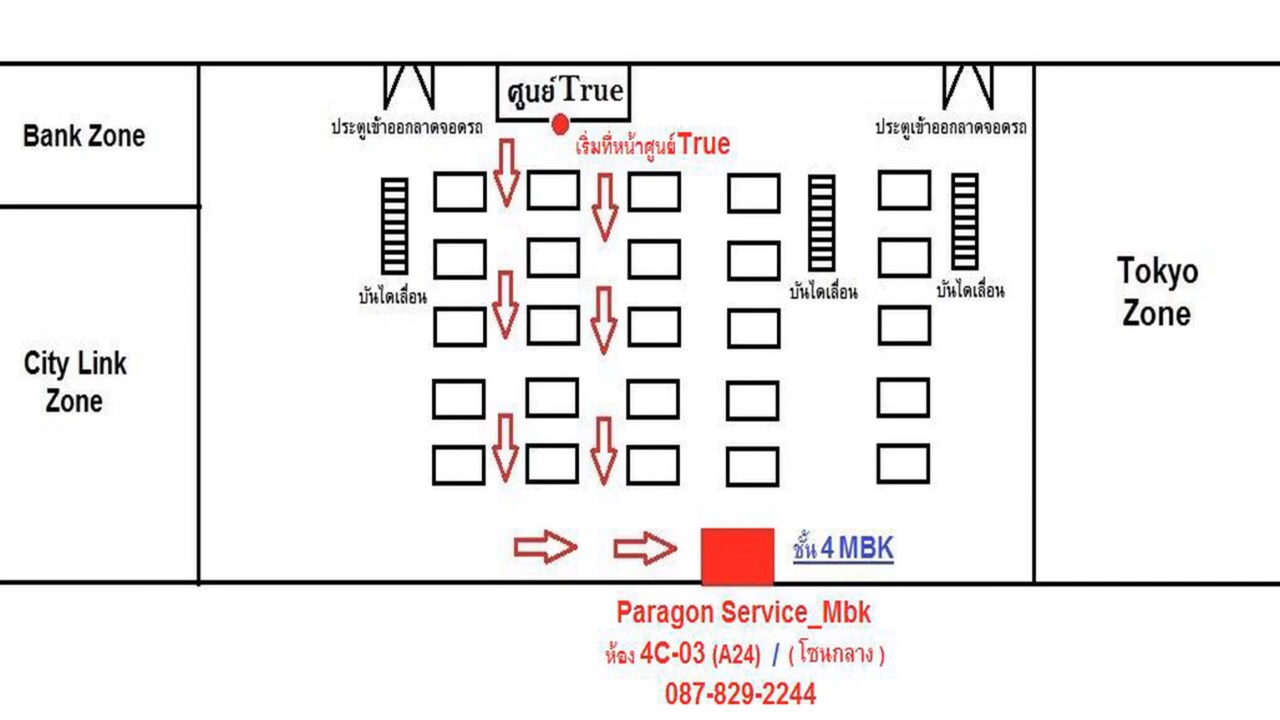 ศูนย์True
Bank Zone
ประตูเข้าออกลาดจอดรถ
เริ่มที่หน้าศูนย์True
ประตูเข้าออกลาดจอดรถ
บันไดเลื่อน
บันไดเลื่อน
บันไดเลื่อน
Tokyo
Zone
City Link
Zone
ชั้น 4 MBK
Paragon Service_Mbk
ห้อง 4C-03 (A24) / (โซนกลาง)
087-829-2244